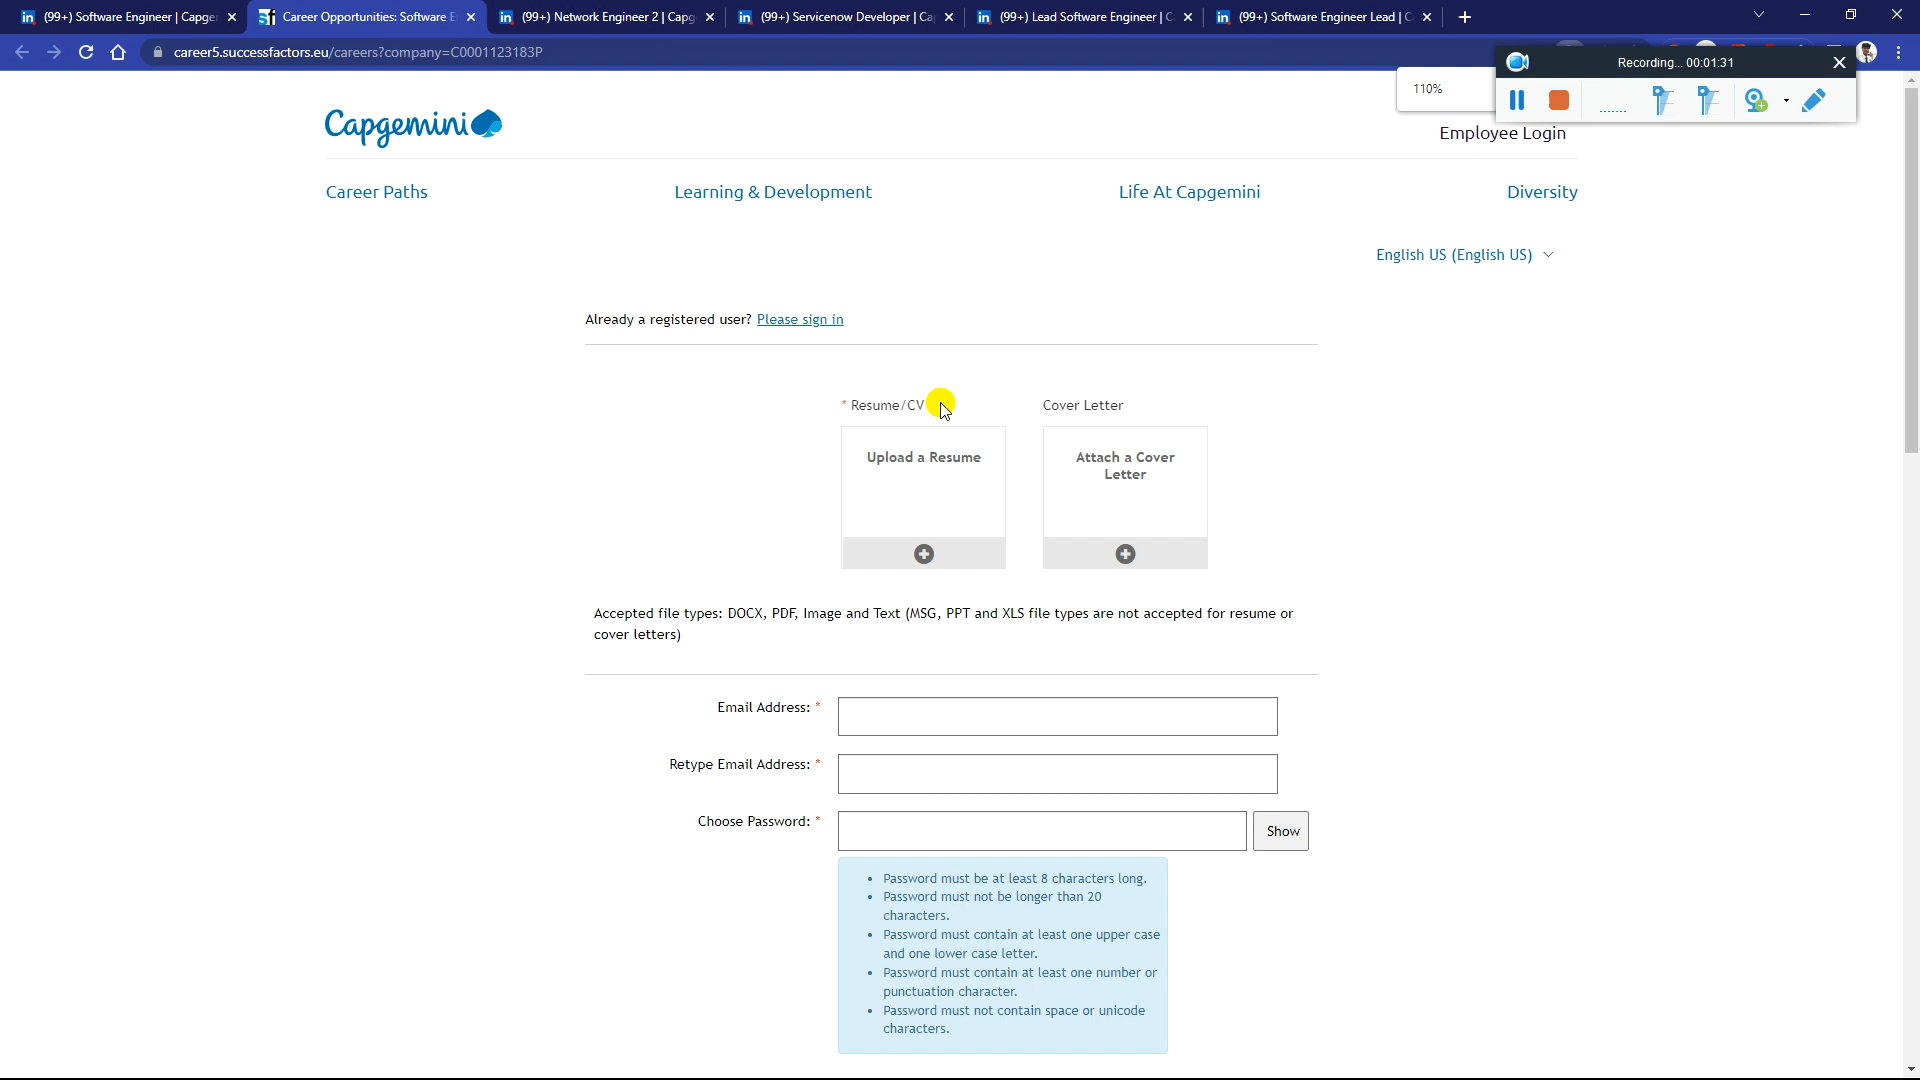 (99+) Software Engineer | Capge
Career Opportunities: Software E
(99+) Network Engineer 2 | Capg
(99+) Servicenow Developer | Ca
(99+) Lead Software Engineer | C
(99+) Software Engineer Lead | C
career5.successfactors.eu/careers?company=C0001123183P
Recording... 00:01:31
110%
Capgemini
Employee Login
Career Paths
Learning & Development
Life At Capgemini
Diversity
English US (English US)
Already a registered user? Please sign in
* Resume/CV
Cover Letter
Upload a Resume
Attach a Cover
Letter
Accepted file types: DOCX, PDF, Image and Text (MSG, PPT and XLS file types are not accepted for resume or
cover letters)
Email Address: *
Retype Email Address: *
Choose Password: *
Show
• Password must be at least 8 characters long.
• Password must not be longer than 20
characters.
• Password must contain at least one upper case
and one lower case letter.
• Password must contain at least one number or
punctuation character.
• Password must not contain space or unicode
characters.